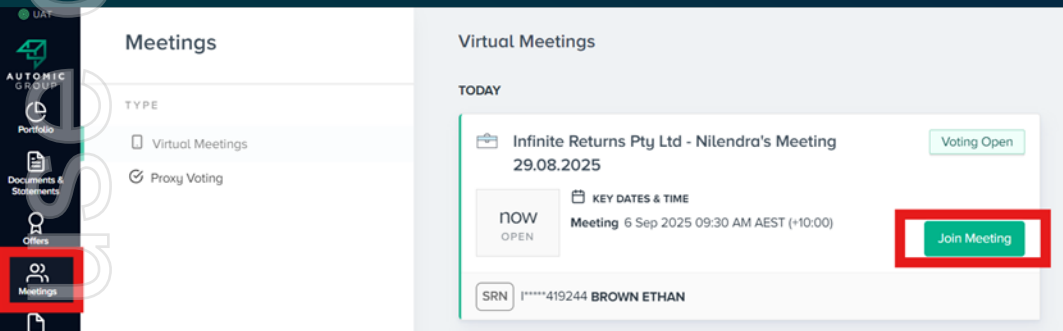 UAT
AUTOMIC
GROUP
Portfolio
Documents &
Statements
Offers
Meetings
Meetings
TYPE
Virtual Meetings
Proxy Voting
Virtual Meetings
TODAY
Infinite Returns Pty Ltd - Nilendra's Meeting
29.08.2025
Voting Open
now
OPEN
KEY DATES & TIME
Meeting 6 Sep 2025 09:30 AM AEST (+10:00)
Join Meeting
SRN I*****419244 BROWN ETHAN